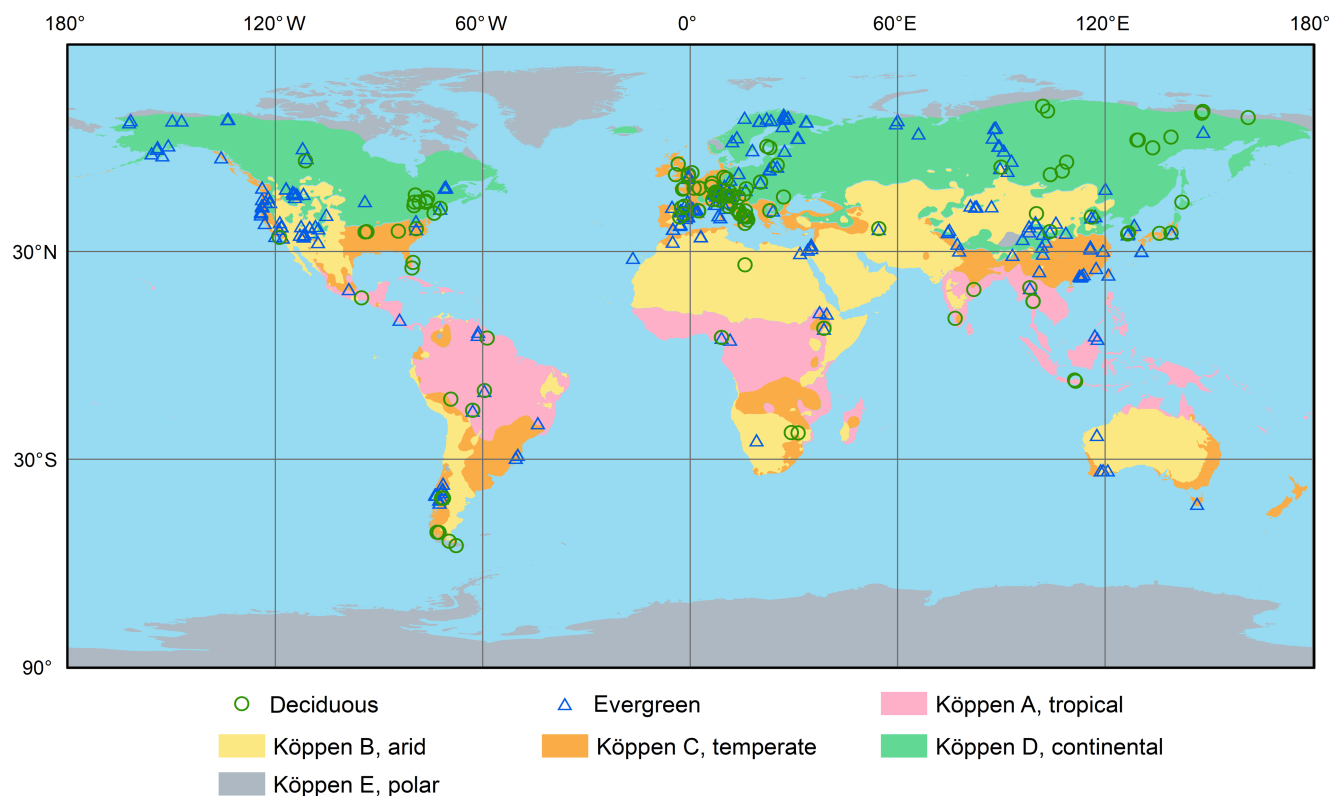 180° 120° W 60° W 0° 60° E 120° E 180°
30° N
30° S
90°
Deciduous Evergreen Köppen A, tropical
Köppen B, arid Köppen C, temperate Köppen D, continental
Köppen E, polar